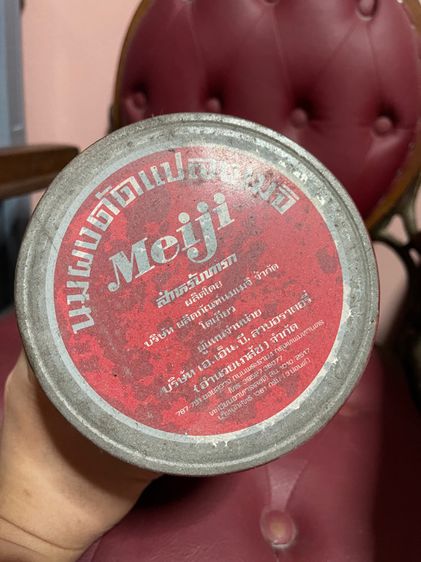 นมผงดัดแปลงเมจิ
Meiji
สำหรับทารก
ผลิตโดย
บริษัท ผลิตภัณฑ์นมเมจิ จำกัด
โตเกียว
ผู้แทนจำหน่าย
บริษัท เอ.เอ็น.บี. ลาบอราตอรี่
(อำนวยเภสัช) จำกัด